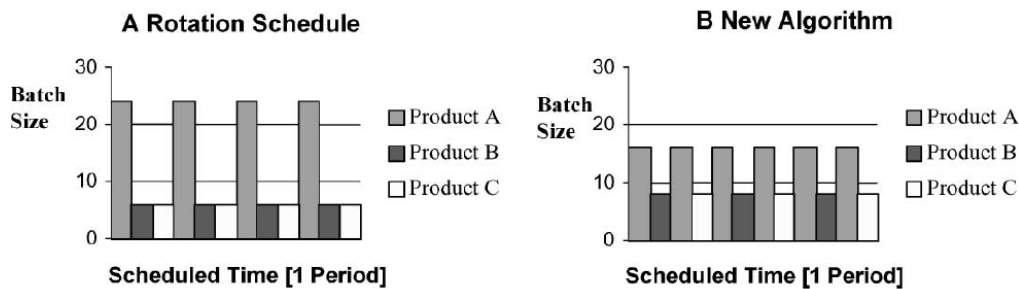 A Rotation Schedule
30
Batch
Size
20
10
0
Product A
Product B
Product C
Scheduled Time [1 Period]
B New Algorithm
30
Batch
Size
20
10
0
Product A
Product B
Product C
Scheduled Time [1 Period]